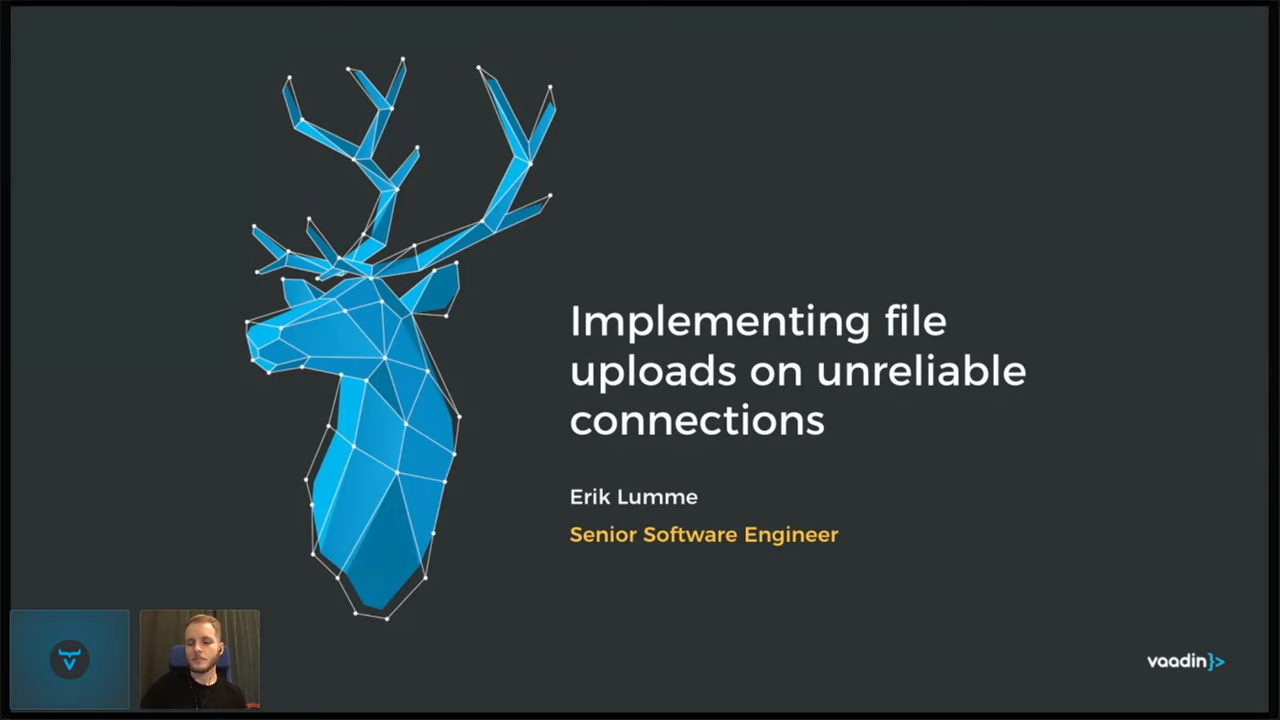 Implementing file
uploads on unreliable
connections
Erik Lumme
Senior Software Engineer
vaadin}>